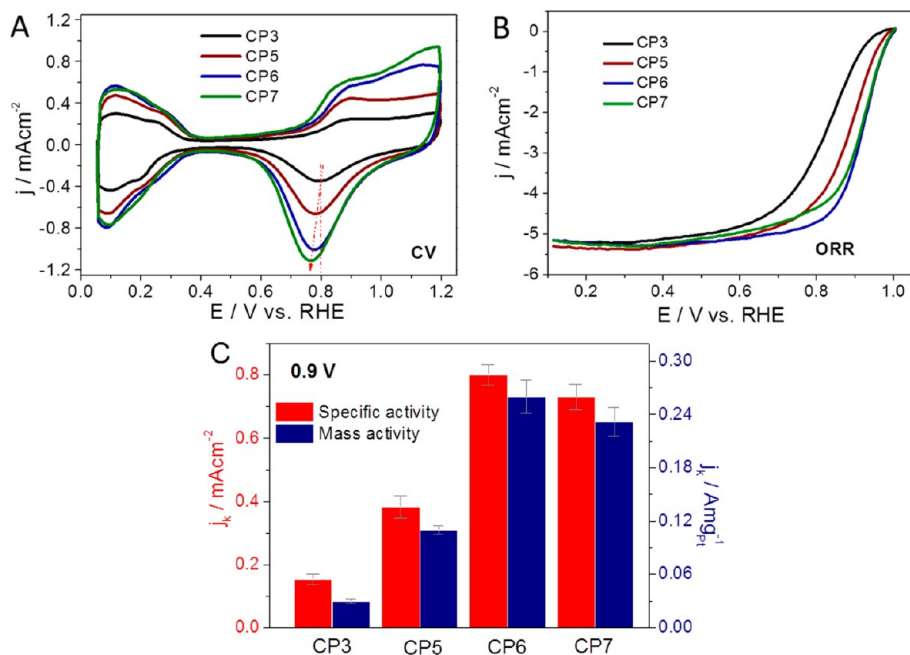 A
CP3
CP5
CP6
CP7
j / mAcm-2
1.2
0.8
0.4
0.0
-0.4
-0.8
-1.2
CV
0.0 0.2 0.4 0.6 0.8 1.0 1.2
E / V vs. RHE
B
CP3
CP5
CP6
CP7
j / mAcm-2
0
-1
-2
-3
-4
-5
-6
ORR
0.2 0.4 0.6 0.8 1.0
E / V vs. RHE
C
0.9 V
Specific activity
Mass activity
jk / mAcm-2
0.8
0.6
0.4
0.2
0.0
jk / Amg-1Pt
0.30
0.24
0.18
0.12
0.06
0.00
CP3 CP5 CP6 CP7